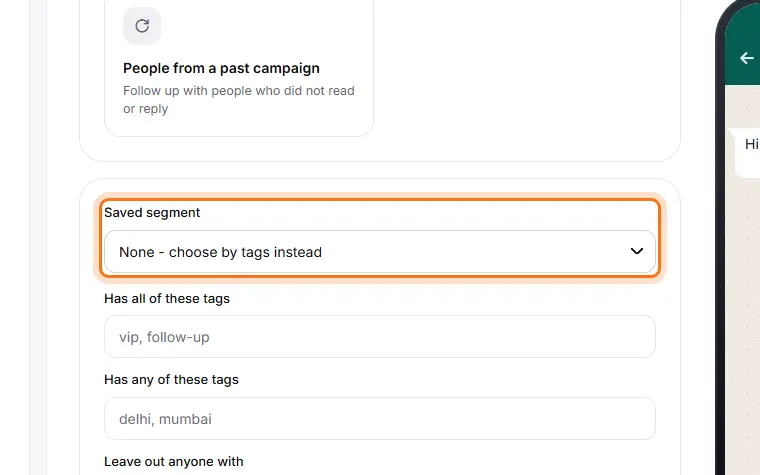 People from a past campaign
Follow up with people who did not read
or reply
Hi
Saved segment
None - choose by tags instead
Has all of these tags
vip, follow-up
Has any of these tags
delhi, mumbai
Leave out anyone with